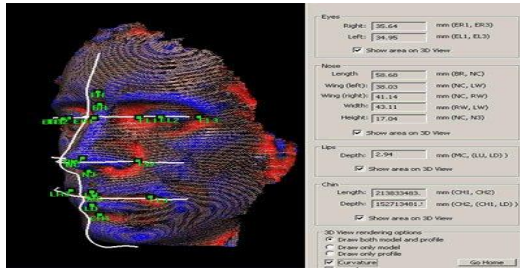 Eyes
Right: 35.64 mm (ER1, ER3)
Left: 34.95 mm (EL1, EL3)
Show area on 3D View
Nose
Length 58.68 mm (BR, NC)
Wing (left): 38.03 mm (NC, LW)
Wing (right): 41.14 mm (NC, RW)
Width: 43.11 mm (RW, LW)
Height: 17.04 mm (NC, N3)
Show area on 3D View
Lips
Depth: 2.94 mm (MC, (LU, LD) )
Show area on 3D View
Chin
Length: 213833483. mm (CH1, CH2)
Depth: 152713461. mm (CH2, (CH1, LD) )
Show area on 3D View
3D View rendering options
Draw both model and profile
Draw only model
Draw only profile
Curvature
Go Home